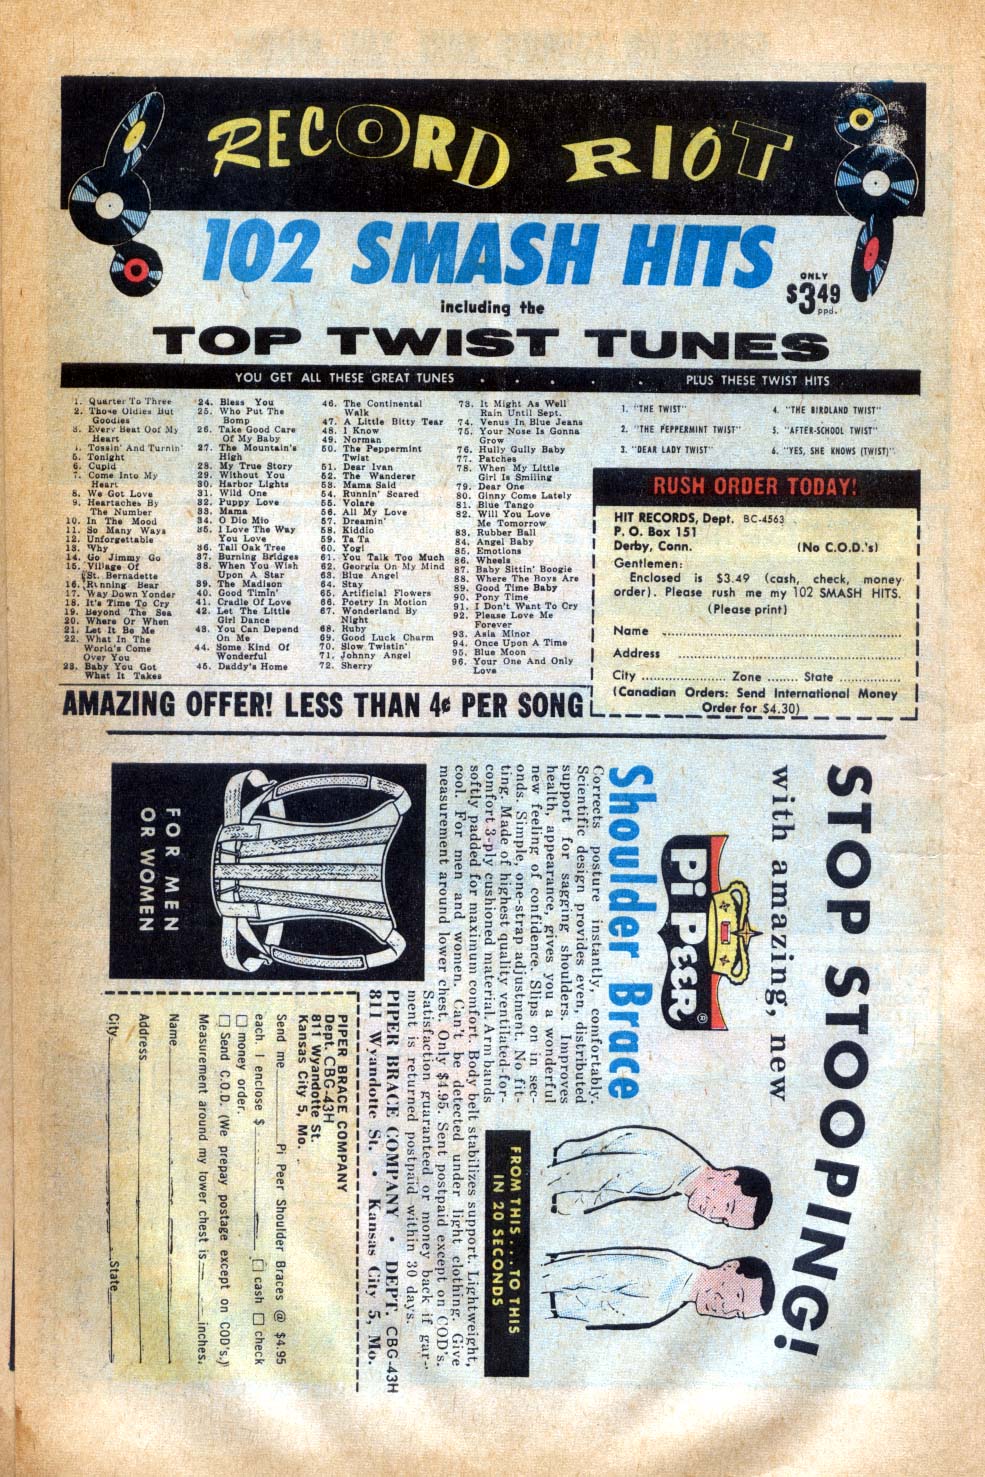 RECORD RIOT
102 SMASH HITS
ONLY
$3.49
ppd.
including the
TOP TWIST TUNES
YOU GET ALL THESE GREAT TUNES . . . . . PLUS THESE TWIST HITS
1. Quarter To Three
2. Those Oldies But
Goodies
3. Every Beat Oof My
Heart
4. Tossin' And Turnin'
5. Tonight
6. Cupid
7. Come Into My
Heart
8. We Got Love
9. Heartaches By
The Number
10. In The Mood
11. So Many Ways
12. Unforgettable
13. Why
14. Go Jimmy Go
15. Village Of
St. Bernadette
16. Running Bear
17. Way Down Yonder
18. It's Time To Cry
19. Beyond The Sea
20. Where Or When
21. Let It Be Me
22. What In The
World's Come
Over You
23. Baby You Got
What It Takes
24. Bless You
25. Who Put The
Bomp
26. Take Good Care
Of My Baby
27. The Mountain's
High
28. My True Story
29. Without You
30. Harbor Lights
31. Wild One
32. Puppy Love
33. Mama
34. O Dio Mio
35. I Love The Way
You Love
36. Tall Oak Tree
37. Burning Bridges
38. When You Wish
Upon A Star
39. The Madison
40. Good Timin'
41. Cradle Of Love
42. Let The Little
Girl Dance
43. You Can Depend
On Me
44. Some Kind Of
Wonderful
45. Daddy's Home
46. The Continental
Walk
47. A Little Bitty Tear
48. I Know
49. Norman
50. The Peppermint
Twist
51. Dear Ivan
52. The Wanderer
53. Mama Said
54. Runnin' Scared
55. Volare
56. All My Love
57. Dreamin'
58. Kiddio
59. Ta Ta
60. Yogi
61. You Talk Too Much
62. Georgia On My Mind
63. Blue Angel
64. Stay
65. Artificial Flowers
66. Poetry In Motion
67. Wonderland By
Night
68. Ruby
69. Good Luck Charm
70. Slow Twistin'
71. Johnny Angel
72. Sherry
73. It Might As Well
Rain Until Sept.
74. Venus In Blue Jeans
75. Your Nose Is Gonna
Grow
76. Hully Gully Baby
77. Patches
78. When My Little
Girl Is Smiling
79. Dear One
80. Ginny Come Lately
81. Blue Tango
82. Will You Love
Me Tomorrow
83. Rubber Ball
84. Angel Baby
85. Emotions
86. Wheels
87. Baby Sittin' Boogie
88. Where The Boys Are
89. Good Time Baby
90. Pony Time
91. I Don't Want To Cry
92. Please Love Me
Forever
93. Asia Minor
94. Once Upon A Time
95. Blue Moon
96. Your One And Only
Love
1. "THE TWIST"
2. "THE PEPPERMINT TWIST"
3. "DEAR LADY TWIST"
4. "THE BIRDLAND TWIST"
5. "AFTER-SCHOOL TWIST"
6. "YES, SHE KNOWS (TWIST)".
AMAZING OFFER! LESS THAN 4¢ PER SONG
RUSH ORDER TODAY!
HIT RECORDS, Dept. BC-4563
P. O. Box 151
Derby, Conn. (No C.O.D.'s)
Gentlemen:
Enclosed is $3.49 (cash, check, money
order). Please rush me my 102 SMASH HITS.
(Please print)
Name
Address
City Zone State
(Canadian Orders: Send International Money
Order for $4.30)
STOP STOOPING!
with amazing, new
Pi PEER®
Shoulder Brace
Corrects posture instantly, comfortably.
Scientific design provides even, distributed
support for sagging shoulders. Improves
health, appearance, gives you a wonderful
new feeling of confidence. Slips on in sec-
onds. Simple, one-strap adjustment. No fit-
ting. Made of highest quality ventilated-for-
comfort 3-ply cushioned material. Arm bands
softly padded for maximum comfort. Body belt stabilizes support. Lightweight,
cool. For men and women. Can't be detected under light clothing. Give
measurement around lower chest. Only $4.95. Sent postpaid except on COD's.
Satisfaction guaranteed or money back if gar-
ment is returned postpaid within 30 days.
PIPER BRACE COMPANY • DEPT. CBG-43H
811 Wyandotte St. • Kansas City 5, Mo.
FROM THIS . . . TO THIS
IN 20 SECONDS
FOR MEN
OR WOMEN
PIPER BRACE COMPANY
Dept. CBG-43H
811 Wyandotte St.
Kansas City 5, Mo.
Send me Pi Peer Shoulder Braces @ $4.95
each. I enclose $ □ cash □ check
□ money order.
□ Send C.O.D. (We prepay postage except on COD's.)
Measurement around my lower chest is inches.
Name
Address
City State